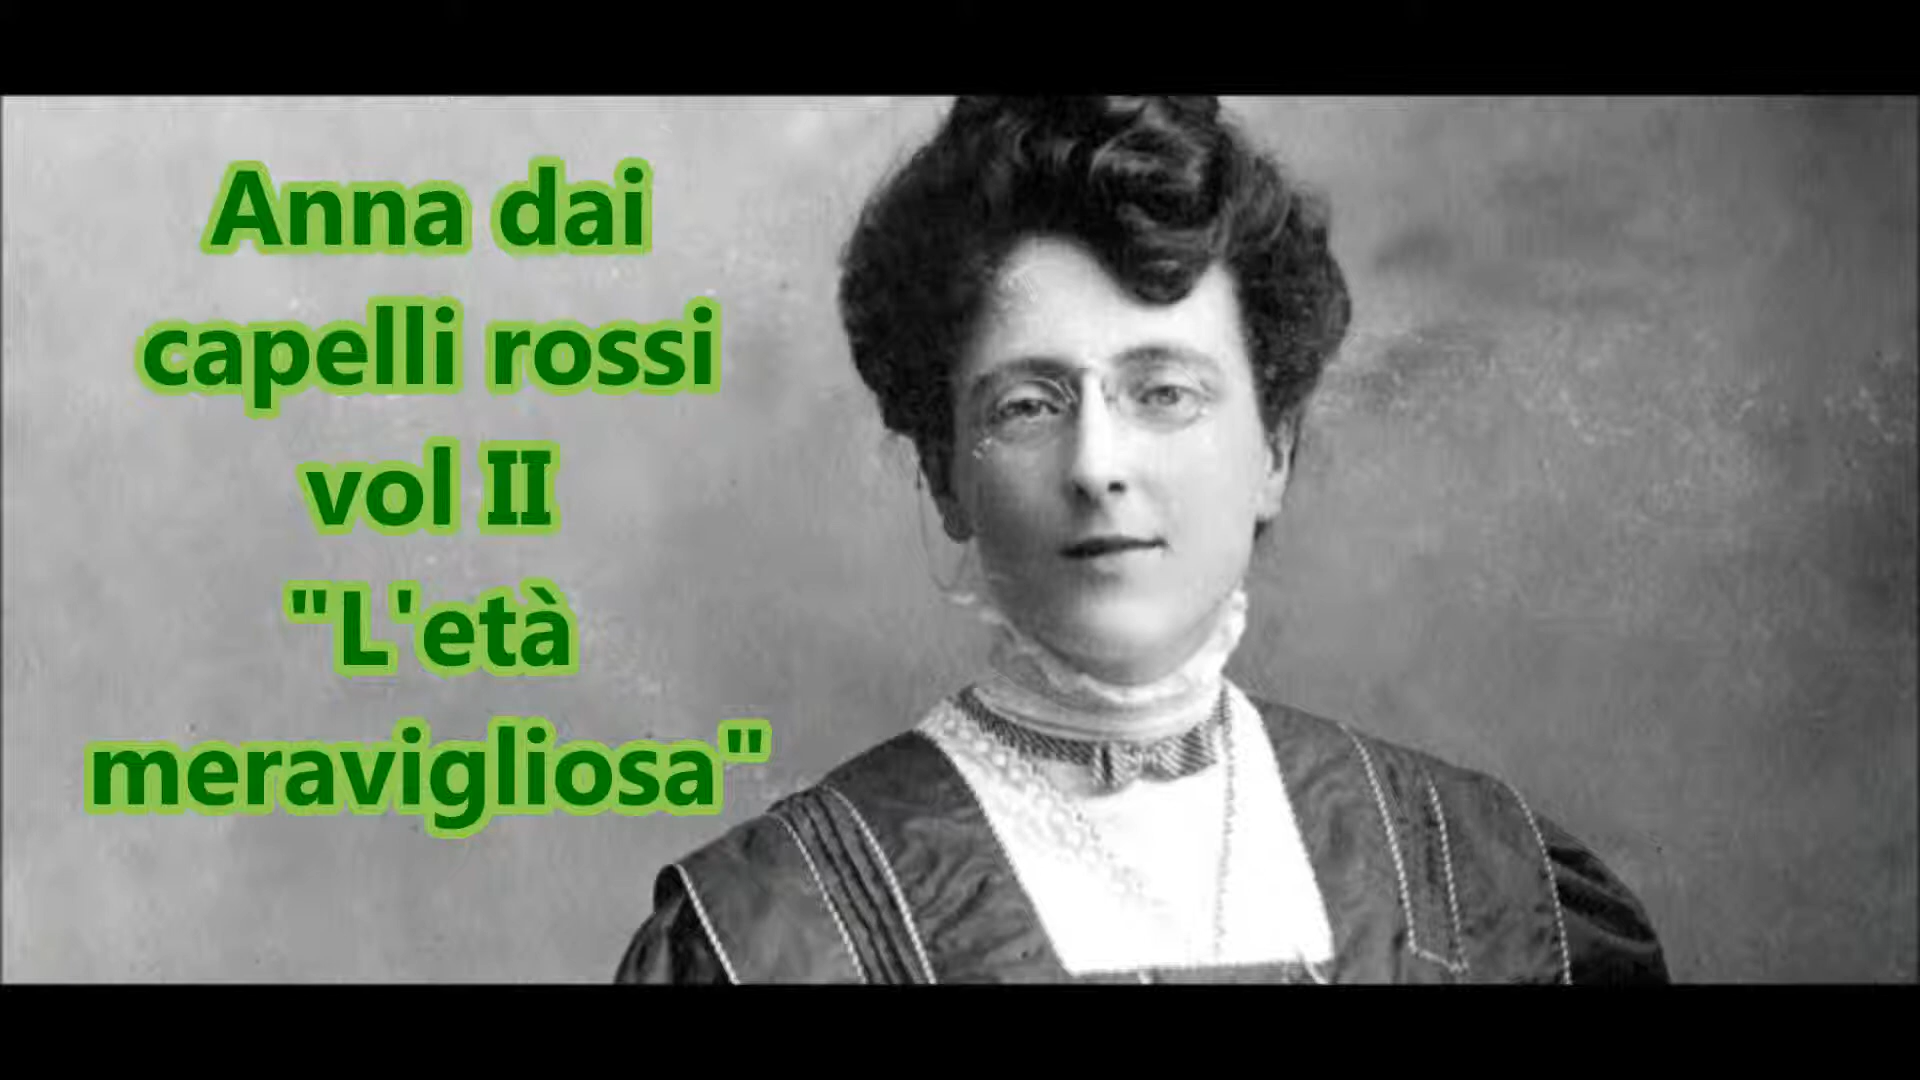 Anna dai
capelli rossi
vol II
"L'età
meravigliosa"